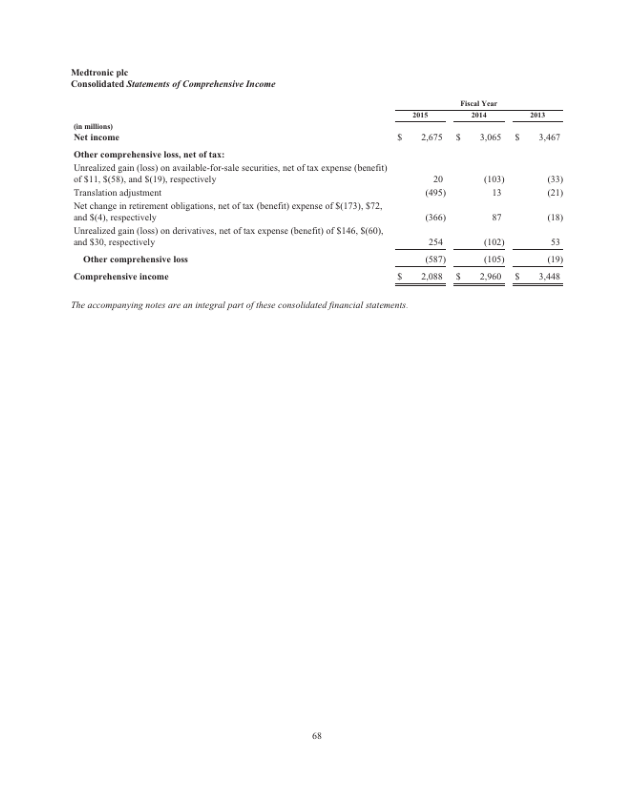 Medtronic plc
Consolidated Statements of Comprehensive Income
Fiscal Year
2015 2014 2013
(in millions)
Net income $ 2,675 $ 3,065 $ 3,467
Other comprehensive loss, net of tax:
Unrealized gain (loss) on available-for-sale securities, net of tax expense (benefit)
of $11, $(58), and $(19), respectively 20 (103) (33)
Translation adjustment (495) 13 (21)
Net change in retirement obligations, net of tax (benefit) expense of $(173), $72,
and $(4), respectively (366) 87 (18)
Unrealized gain (loss) on derivatives, net of tax expense (benefit) of $146, $(60),
and $30, respectively 254 (102) 53
Other comprehensive loss (587) (105) (19)
Comprehensive income $ 2,088 $ 2,960 $ 3,448
The accompanying notes are an integral part of these consolidated financial statements.
68